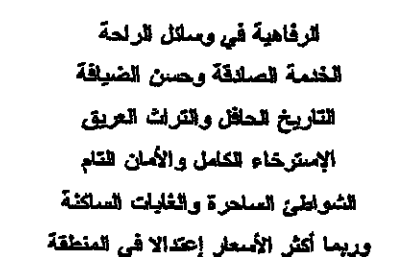 الرفاهية في وسائل الراحة
الخدمة الصادقة وحسن الضيافة
التاريخ الحافل والتراث العريق
الإسترخاء الكامل والأمان التام
الشواطئ الساحرة والغابات الساكنة
وربما أكثر الأسعار إعتدالا في المنطقة